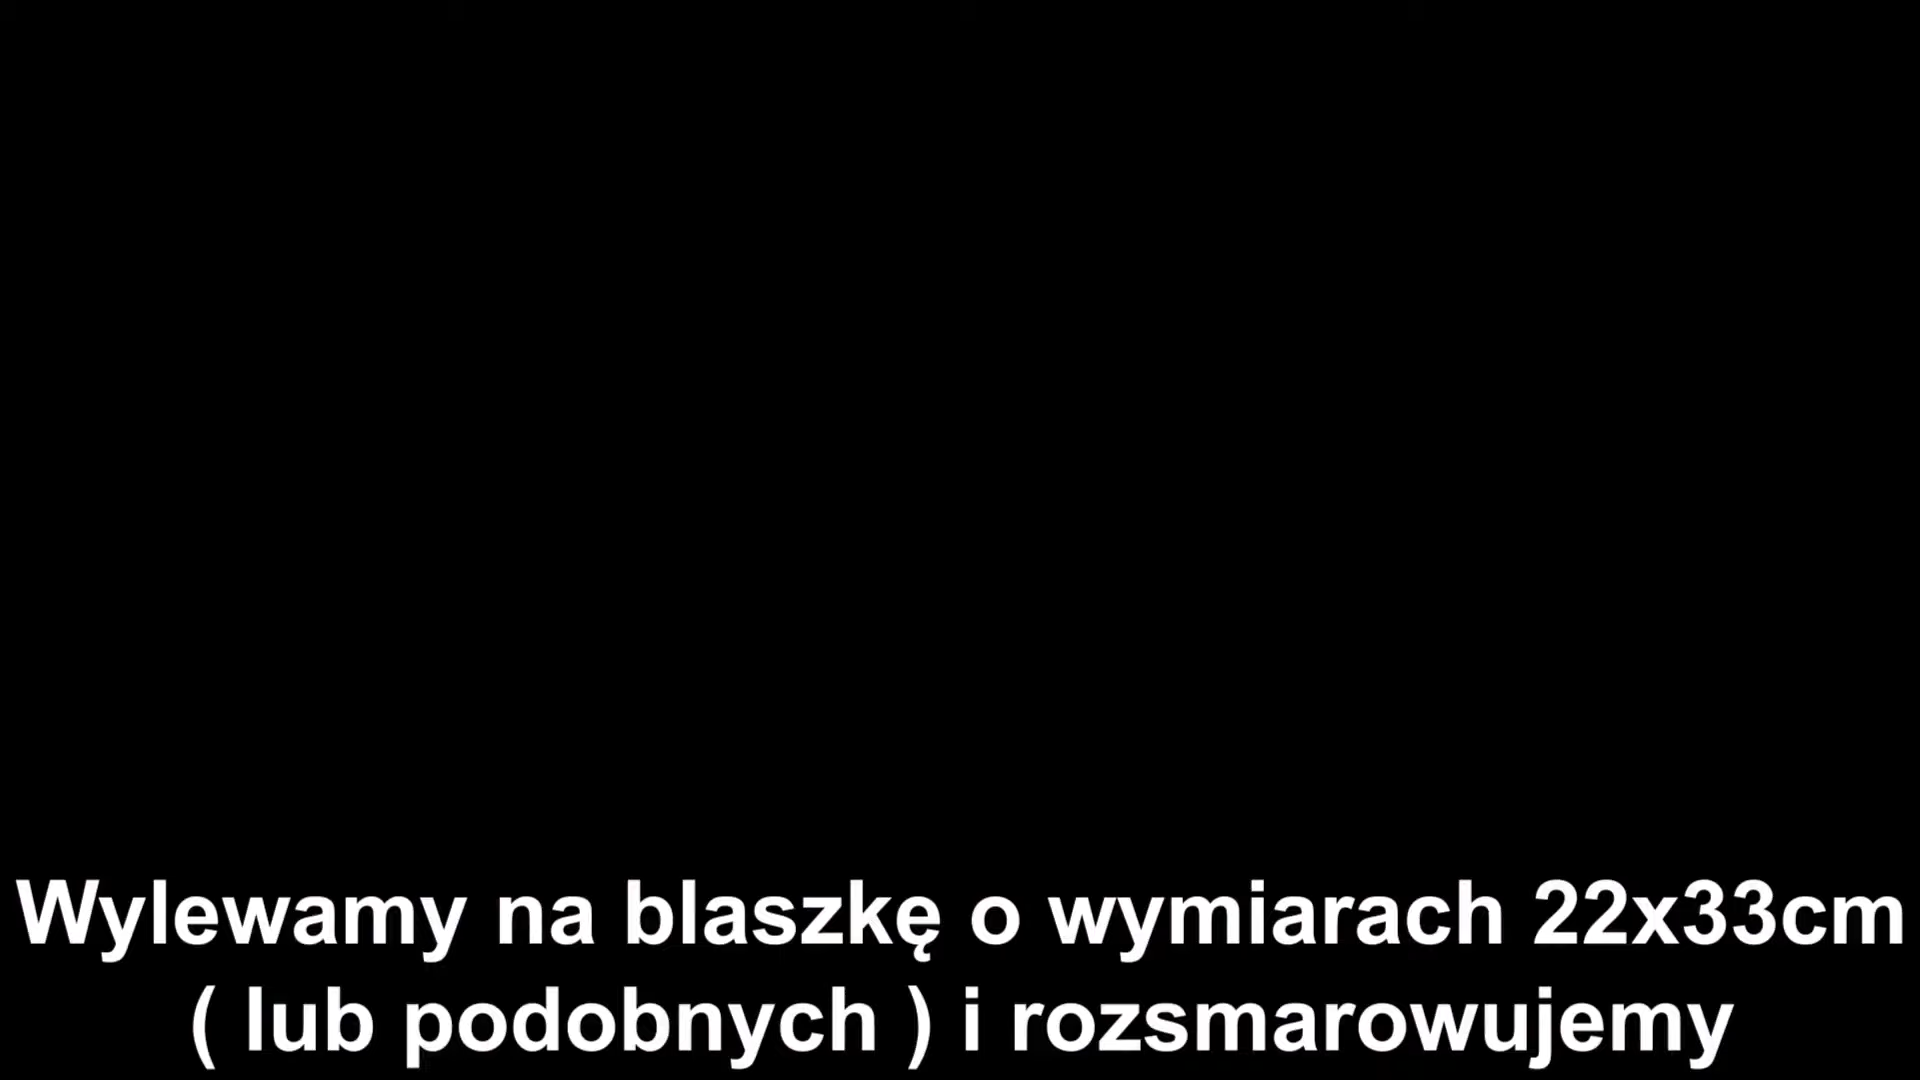 Wylewamy na blaszkę o wymiarach 22x33cm
( lub podobnych ) i rozsmarowujemy